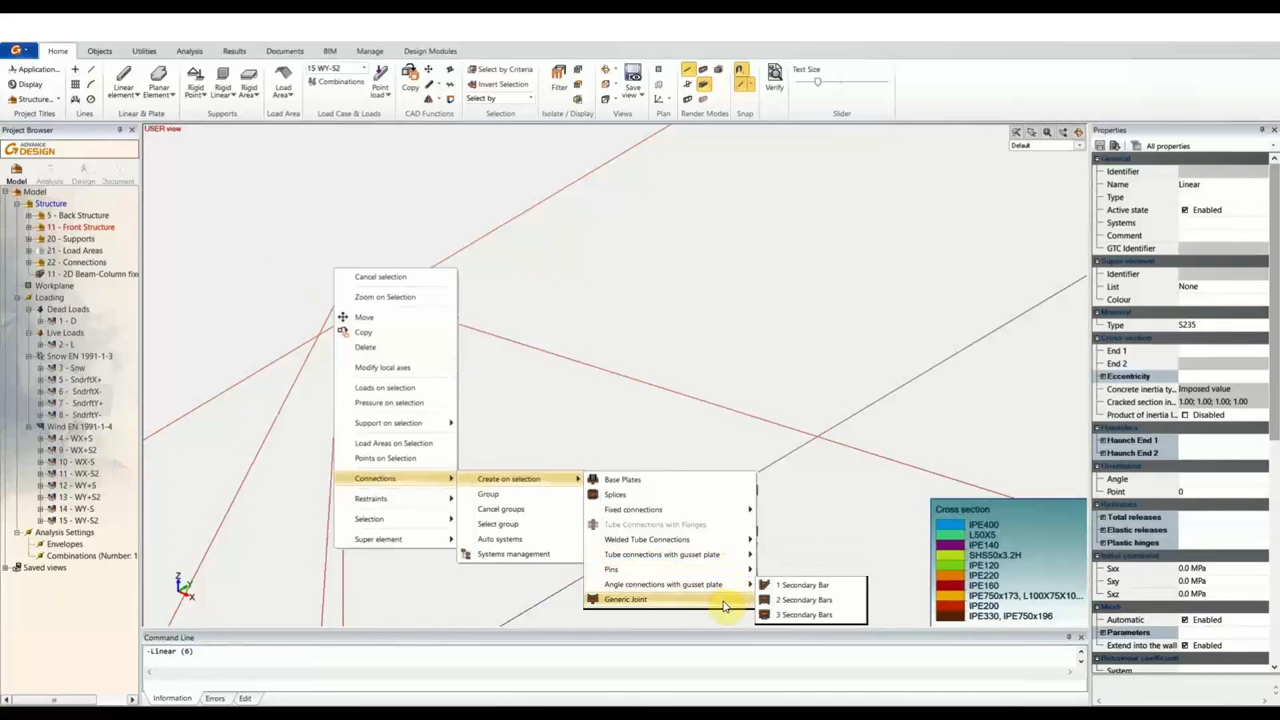 Home Objects Utilities Analysis Results Documents BIM Manage Design Modules
Application...
Display
Structure...
Project Titles
Lines
Linear element
Planar Element
Linear & Plate
Rigid Point
Rigid Linear
Rigid Area
Supports
Load Area
Load Area
15 WY-S2
Combinations
Point load
Load Case & Loads
Copy
CAD Functions
Select by Criteria
Invert Selection
Select by
Selection
Filter
Isolate / Display
Save view
Views
Plan
Render Modes
Snap
Verify
Text Size
Slider
Project Browser
ADVANCE
DESIGN
Model Analysis Design Document
Model
Structure
5 - Back Structure
11 - Front Structure
20 - Supports
21 - Load Areas
22 - Connections
11 - 2D Beam-Column fix
Workplane
Loading
Dead Loads
1 - D
Live Loads
2 - L
Snow EN 1991-1-3
3 - Snw
5 - SndrftX+
6 - SndrftX-
7 - SndrftY+
8 - SndrftY-
Wind EN 1991-1-4
4 - WX+S
9 - WX+S2
10 - WX-S
11 - WX-S2
12 - WY+S
13 - WY+S2
14 - WY-S
15 - WY-S2
Analysis Settings
Envelopes
Combinations (Number: 1
Saved views
USER view
Default
Cancel selection
Zoom on Selection
Move
Copy
Delete
Modify local axes
Loads on selection
Pressure on selection
Support on selection
Load Areas on Selection
Points on Selection
Connections
Restraints
Selection
Super element
Create on selection
Group
Cancel groups
Select group
Auto systems
Systems management
Base Plates
Splices
Fixed connections
Tube Connections with Flanges
Welded Tube Connections
Tube connections with gusset plate
Pins
Angle connections with gusset plate
Generic Joint
1 Secondary Bar
2 Secondary Bars
3 Secondary Bars
Z
Y
X
Cross section
IPE400
L50X5
IPE140
SHS50x3.2H
IPE120
IPE220
IPE160
IPE750x173, L100X75X10...
IPE200
IPE330, IPE750x196
Command Line
-Linear (6)
Information Errors Edit
Properties
All properties
General
Identifier
Name Linear
Type
Active state Enabled
Systems
Comment
GTC Identifier
Super element
Identifier
List None
Colour
Material
Type S235
Cross section
End 1
End 2
Eccentricity
Concrete inertia ty... Imposed value
Cracked section in... 1.00; 1.00; 1.00; 1.00
Product of inertia I... Disabled
Haunches
Haunch End 1
Haunch End 2
Orientation
Angle
Point 0
Releases
Total releases
Elastic releases
Plastic hinges
Initial constraint
Sxx 0.0 MPa
Sxy 0.0 MPa
Sxz 0.0 MPa
Mesh
Automatic Enabled
Parameters
Extend into the wall Enabled
Behaviour coefficient